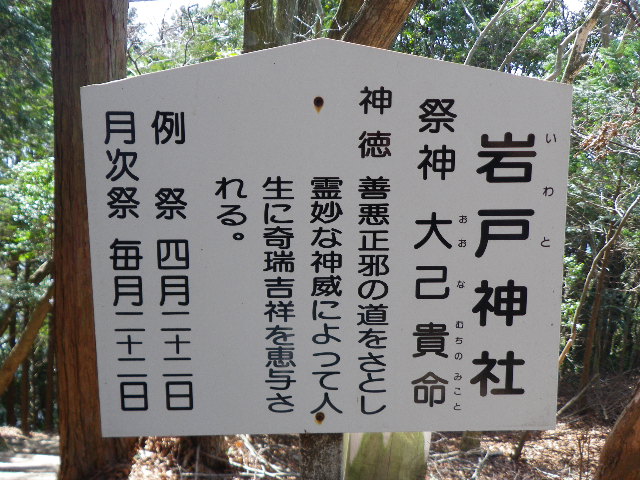 岩戸神社
いわと
祭神 大己貴命
おおなむちのみこと
神徳 善悪正邪の道をさとし
霊妙な神威によって人
生に奇瑞吉祥を恵与さ
れる。
例祭 四月二十二日
月次祭 毎月二十二日